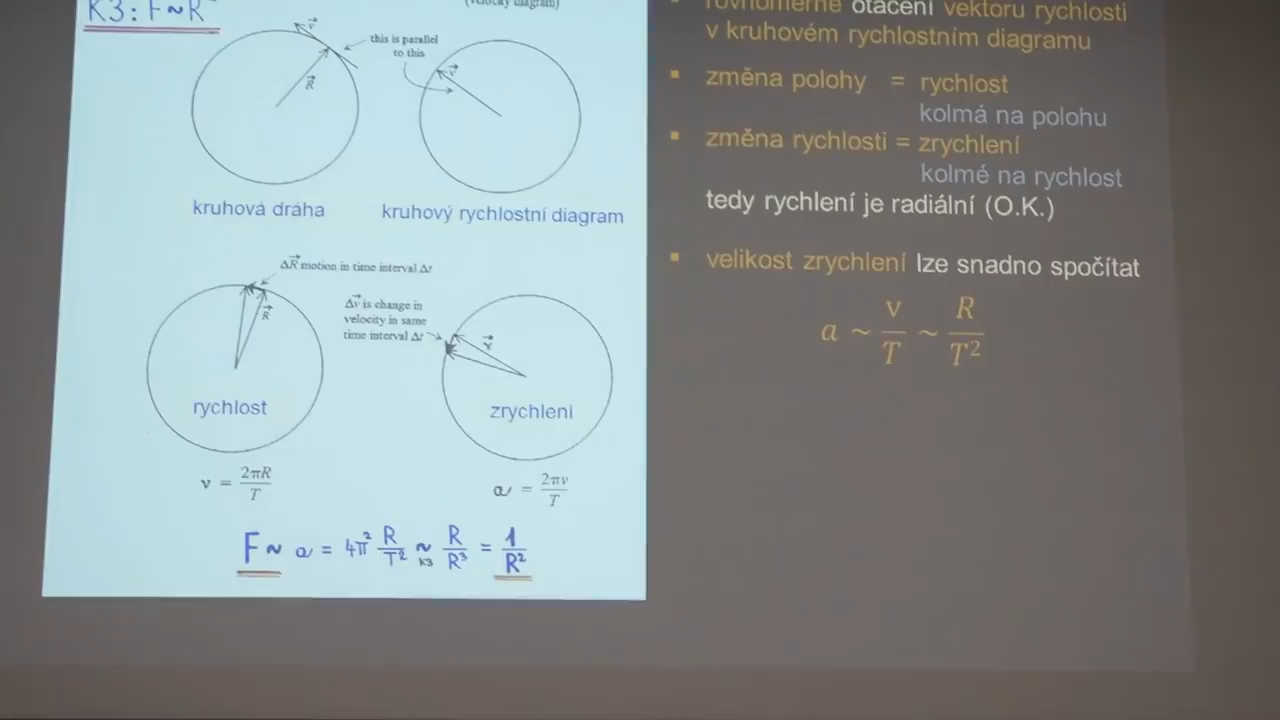 K3: F~R
(velocity diagram)
this is parallel
to this
v
R
v
kruhová dráha
kruhový rychlostní diagram
ΔR motion in time interval Δt
R
Δv is change in
velocity in same
time interval Δt
v
rychlost
zrychleni
v = 2πR/T
a = 2πv/T
F ~ a = 4π² R/T² ~ K3 R/R³ = 1/R²
rovnoměrné otáčení vektoru rychlosti
v kruhovém rychlostním diagramu
▪ změna polohy = rychlost
kolmá na polohu
▪ změna rychlosti = zrychlení
kolmé na rychlost
tedy rychlení je radiální (O.K.)
▪ velikost zrychlení lze snadno spočítat
a ~ v/T ~ R/T²